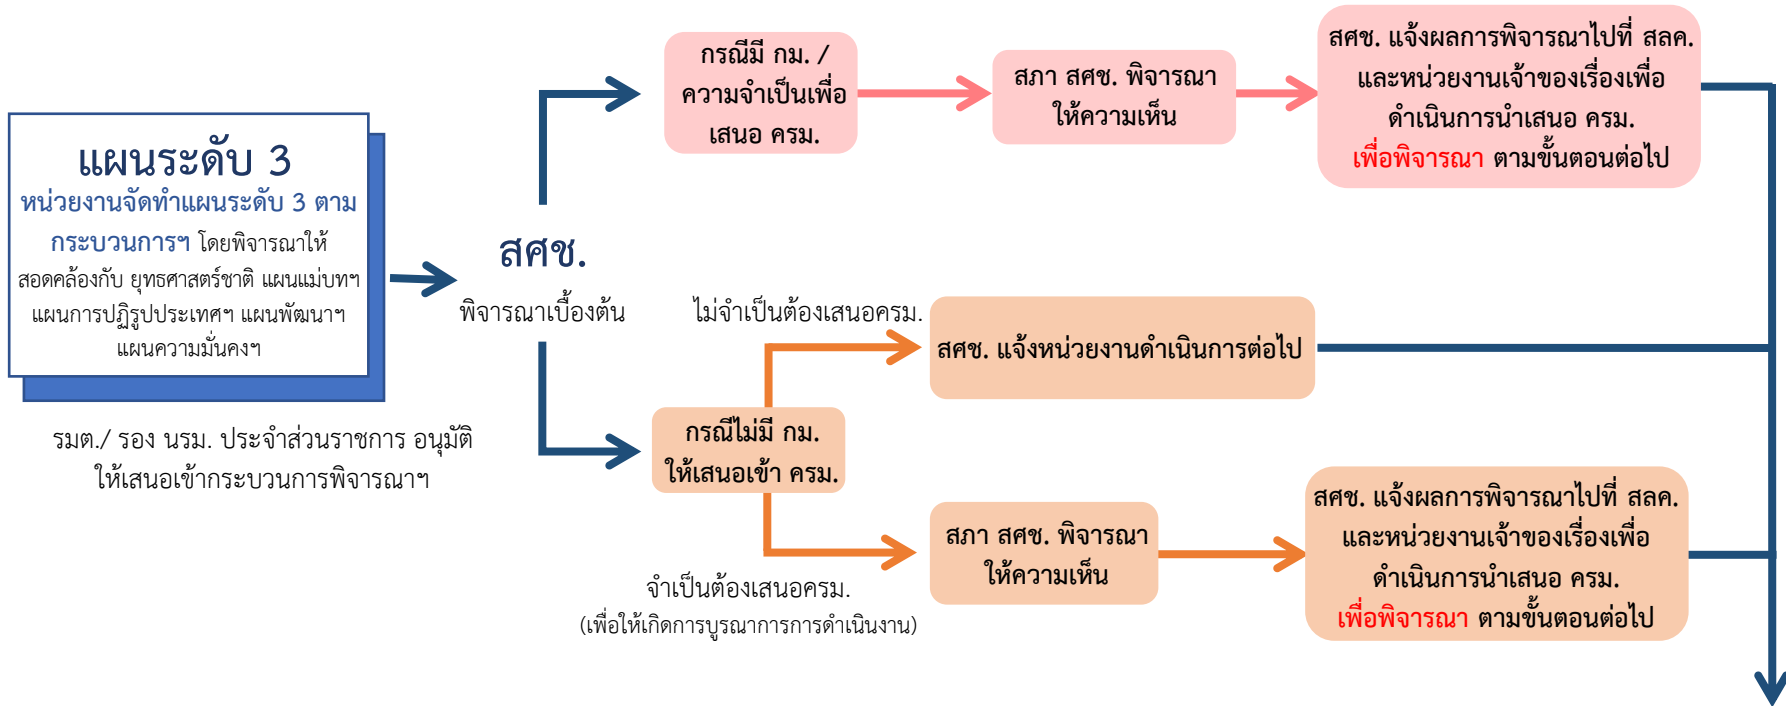 แผนระดับ 3
หน่วยงานจัดทำแผนระดับ 3 ตาม
กระบวนการฯ โดยพิจารณาให้
สอดคล้องกับ ยุทธศาสตร์ชาติ แผนแม่บทฯ
แผนการปฏิรูปประเทศฯ แผนพัฒนาฯ
แผนความมั่นคงฯ
รมต./ รอง นรม. ประจำส่วนราชการ อนุมัติ
ให้เสนอเข้ากระบวนการพิจารณาฯ
สศช.
พิจารณาเบื้องต้น
กรณีมี กม. /
ความจำเป็นเพื่อ
เสนอ ครม.
สภา สศช. พิจารณา
ให้ความเห็น
สศช. แจ้งผลการพิจารณาไปที่ สลค.
และหน่วยงานเจ้าของเรื่องเพื่อ
ดำเนินการนำเสนอ ครม.
เพื่อพิจารณา ตามขั้นตอนต่อไป
ไม่จำเป็นต้องเสนอครม.
สศช. แจ้งหน่วยงานดำเนินการต่อไป
กรณีไม่มี กม.
ให้เสนอเข้า ครม.
จำเป็นต้องเสนอครม.
(เพื่อให้เกิดการบูรณาการการดำเนินงาน)
สภา สศช. พิจารณา
ให้ความเห็น
สศช. แจ้งผลการพิจารณาไปที่ สลค.
และหน่วยงานเจ้าของเรื่องเพื่อ
ดำเนินการนำเสนอ ครม.
เพื่อพิจารณา ตามขั้นตอนต่อไป